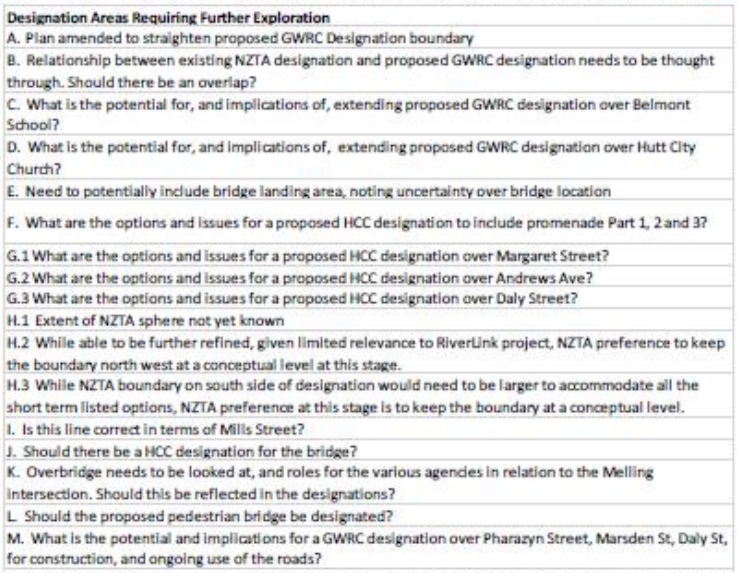 Designation Areas Requiring Further Exploration
A. Plan amended to straighten proposed GWRC Designation boundary
B. Relationship between existing NZTA designation and proposed GWRC designation needs to be thought
through. Should there be an overlap?
C. What is the potential for, and implications of, extending proposed GWRC designation over Belmont
School?
D. What is the potential for, and implications of, extending proposed GWRC designation over Hutt City
Church?
E. Need to potentially include bridge landing area, noting uncertainty over bridge location
F. What are the options and issues for a proposed HCC designation to include promenade Part 1, 2 and 3?
G.1 What are the options and issues for a proposed HCC designation over Margaret Street?
G.2 What are the options and issues for a proposed HCC designation over Andrews Ave?
G.3 What are the options and issues for a proposed HCC designation over Daly Street?
H.1 Extent of NZTA sphere not yet known
H.2 While able to be further refined, given limited relevance to RiverLink project, NZTA preference to keep
the boundary north west at a conceptual level at this stage.
H.3 While NZTA boundary on south side of designation would need to be larger to accommodate all the
short term listed options, NZTA preference at this stage is to keep the boundary at a conceptual level.
I. Is this line correct in terms of Mills Street?
J. Should there be a HCC designation for the bridge?
K. Overbridge needs to be looked at, and roles for the various agencies in relation to the Melling
intersection. Should this be reflected in the designations?
L. Should the proposed pedestrian bridge be designated?
M. What is the potential and implications for a GWRC designation over Pharazyn Street, Marsden St, Daly St,
for construction, and ongoing use of the roads?